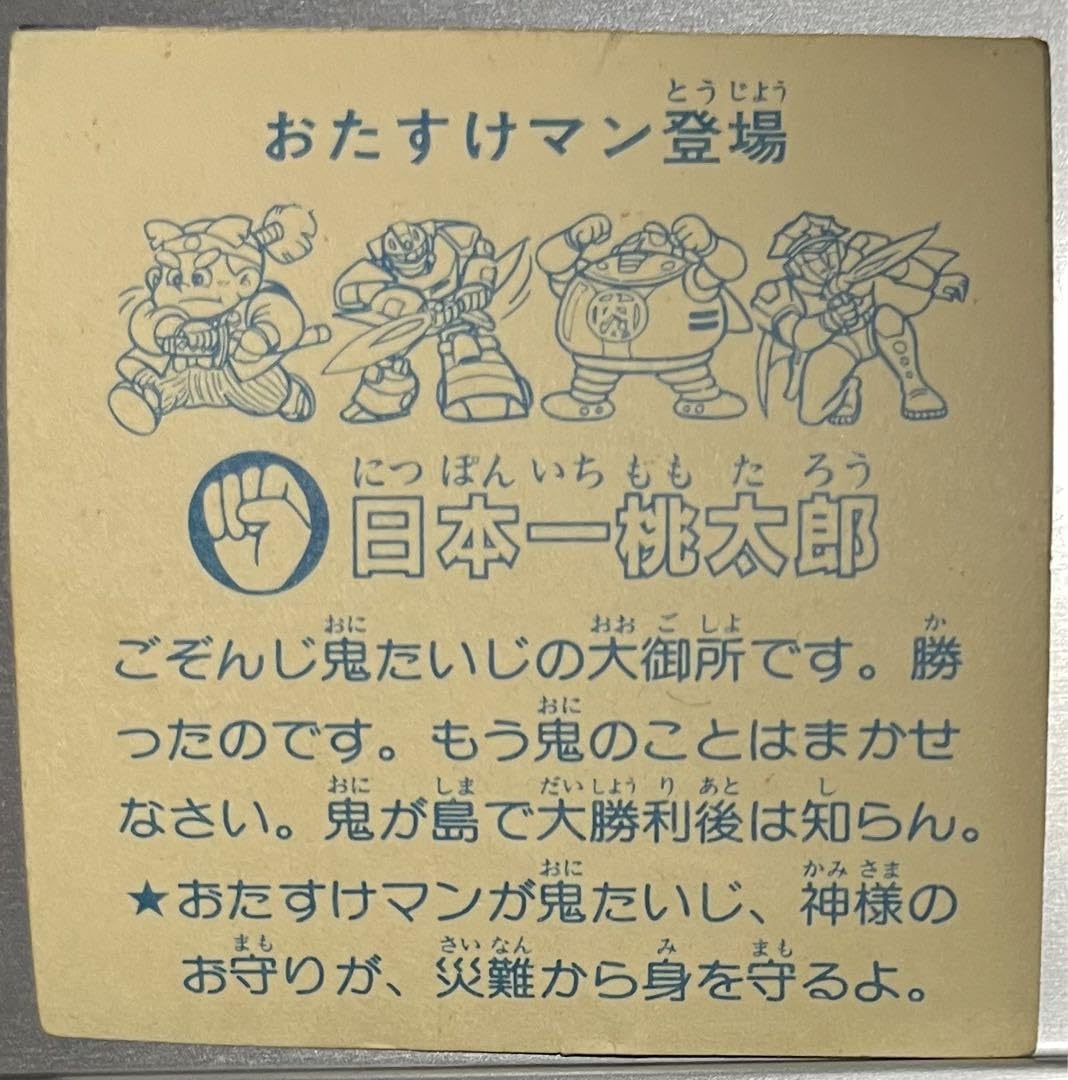 とうじよう
おたすけマン登場
肉
につ ぽん いち もも た ろう
日本一桃太郎
おに おお ご しよ か
ごぞんじ鬼たいじの大御所です。勝
おに
ったのです。もう鬼のことはまかせ
おに しま だい しよう り あと し
なさい。鬼が島で大勝利後は知らん。
おに かみ さま
★おたすけマンが鬼たいじ、神様の
まも さい なん み まも
お守りが、災難から身を守るよ。